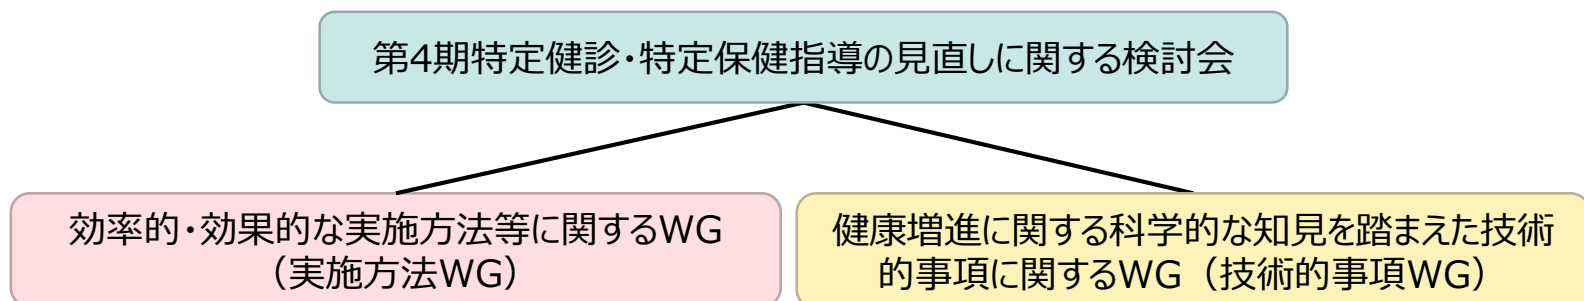 第4期特定健診・特定保健指導の見直しに関する検討会
効率的・効果的な実施方法等に関するWG
（実施方法WG）
健康増進に関する科学的な知見を踏まえた技術
的事項に関するWG（技術的事項WG）